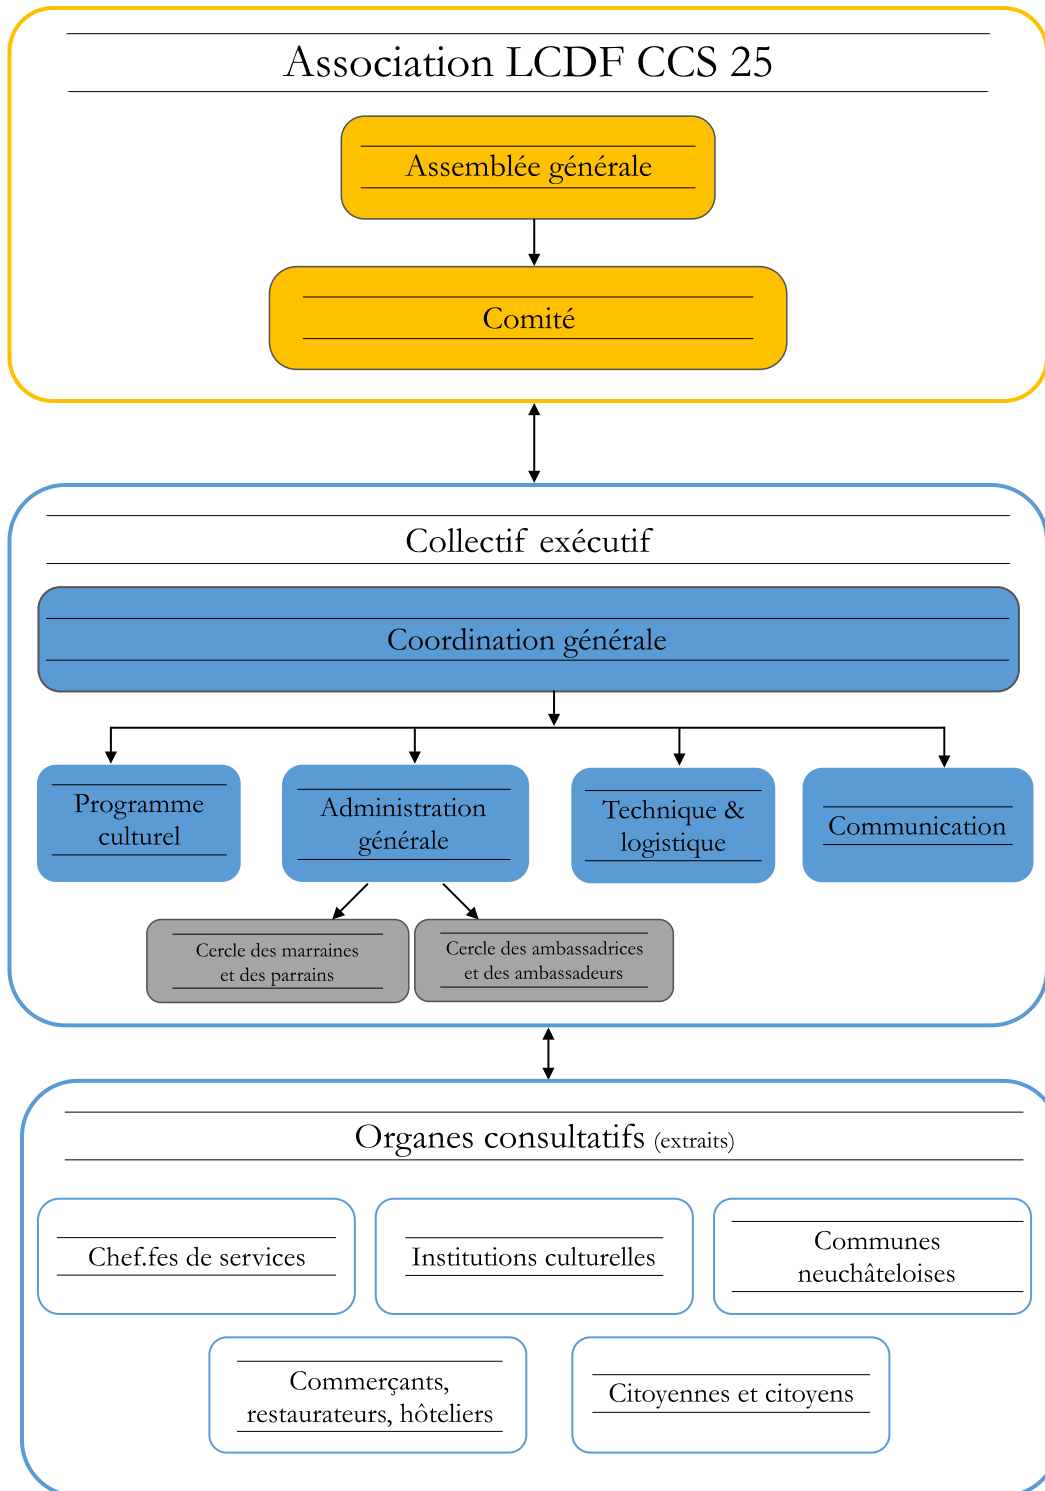 Association LCDF CCS 25
Assemblée générale
Comité
Collectif exécutif
Coordination générale
Programme
culturel
Administration
générale
Technique &
logistique
Communication
Cercle des marraines
et des parrains
Cercle des ambassadrices
et des ambassadeurs
Organes consultatifs (extraits)
Chef.fes de services
Institutions culturelles
Communes
neuchâteloises
Commerçants,
restaurateurs, hôteliers
Citoyennes et citoyens